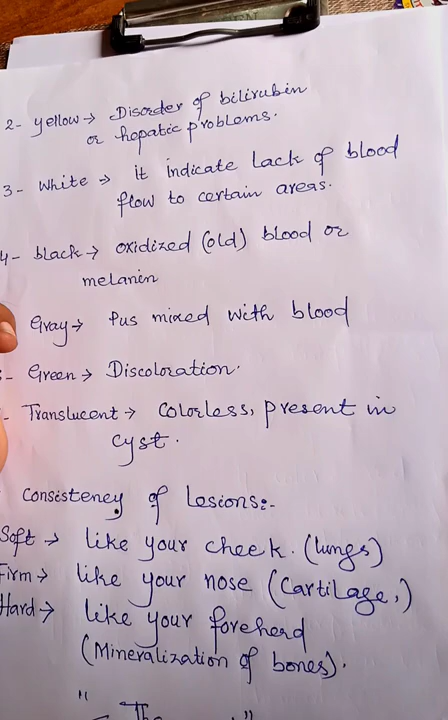 2- yellow → Disorder of bilirubin
or hepatic problems.
3- White → it indicate Lack of blood
flow to certain areas.
4- black → oxidized (old) blood or
melanin
Gray → Pus mixed with blood
- Green → Discoloration.
- Translucent → Colorless, present in
cyst.
Consistency of Lesions:-
Soft → like your cheek. (lungs)
Firm → like your nose (Cartilage,)
Hard → like your forehead
(Mineralization of bones).
" The "